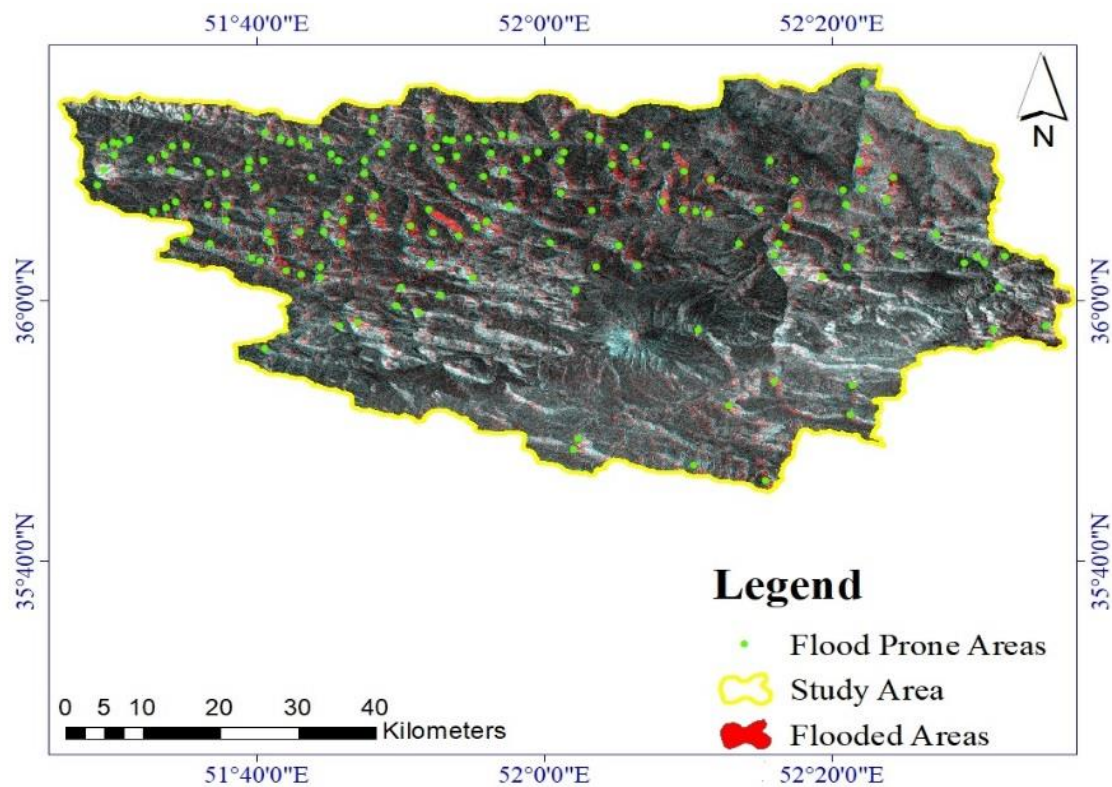 51°40'0"E 52°0'0"E 52°20'0"E
N
36°0'0"N 36°0'0"N
35°40'0"N 35°40'0"N
Legend
Flood Prone Areas
Study Area
Flooded Areas
0 5 10 20 30 40
Kilometers
51°40'0"E 52°0'0"E 52°20'0"E